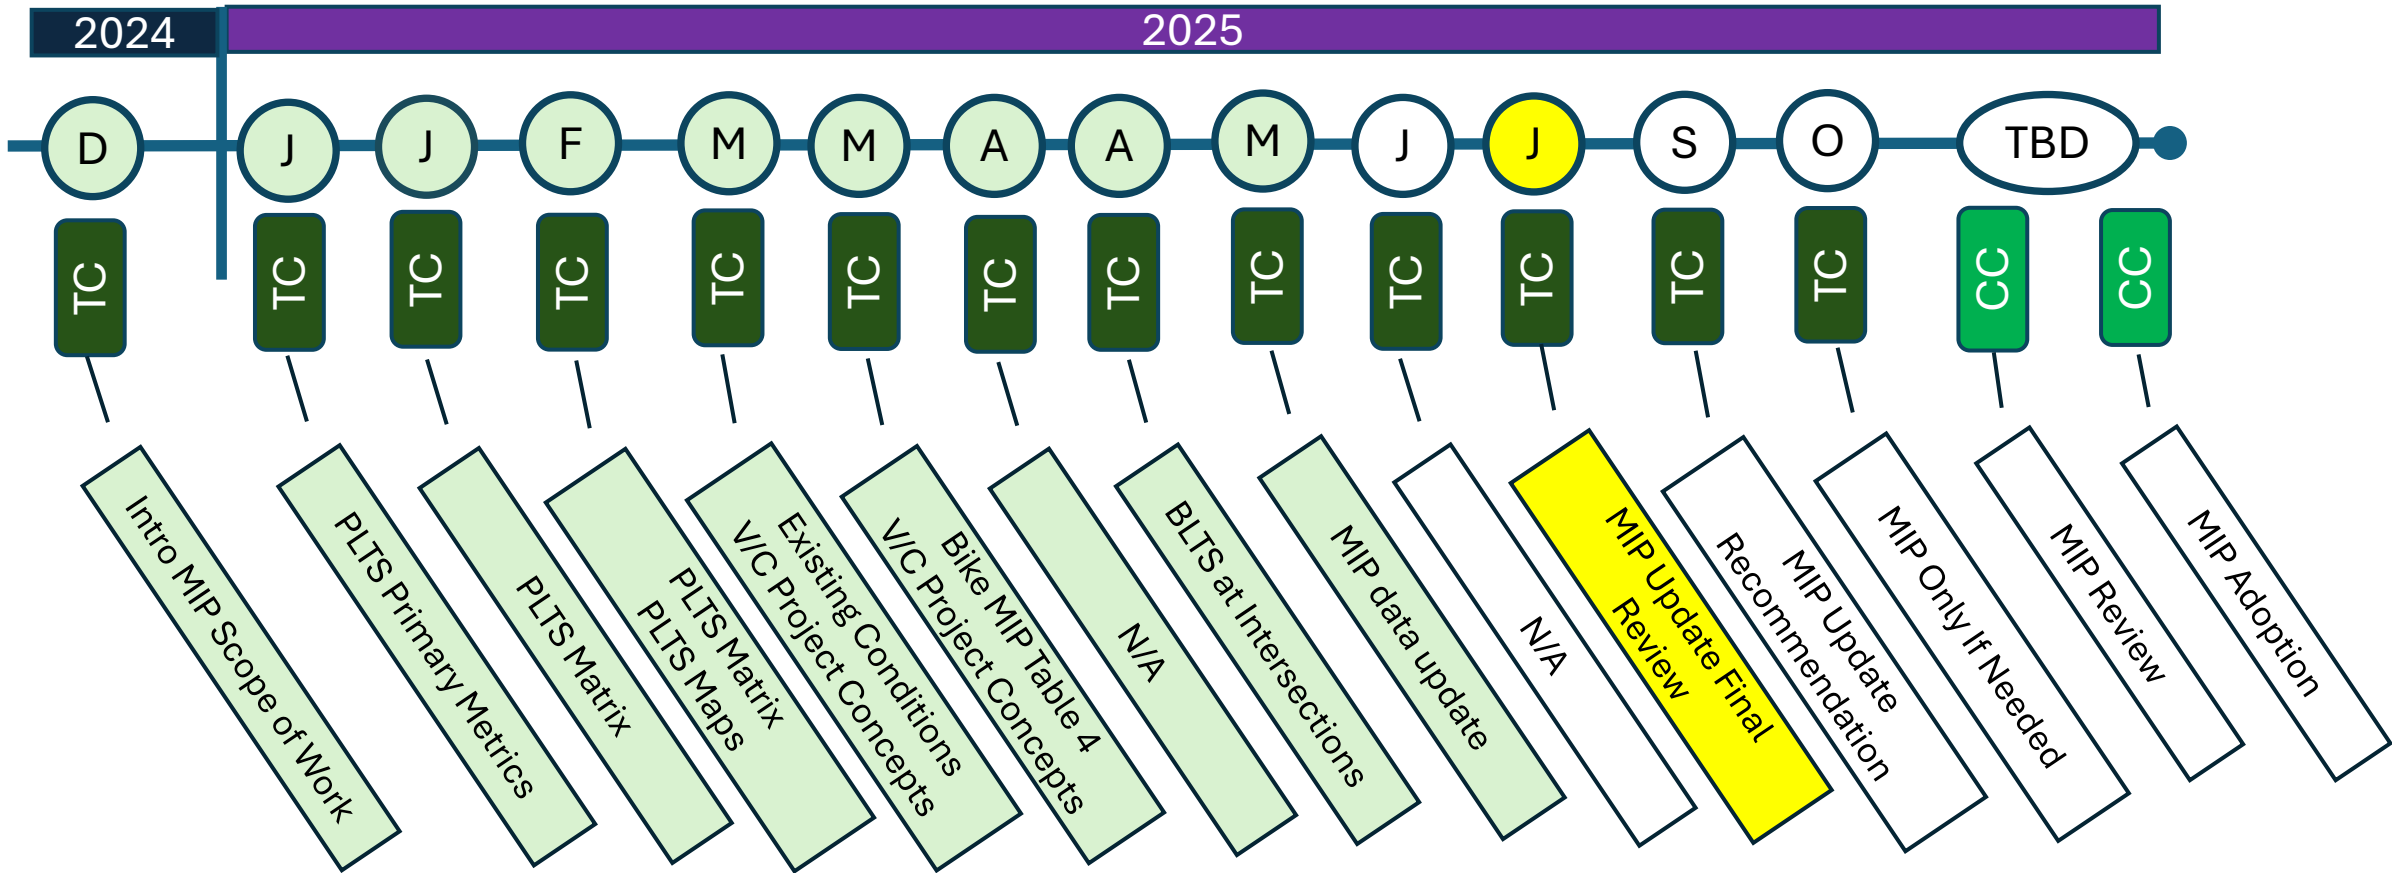 2024
2025
D
J
J
F
M
M
A
A
M
J
J
S
O
TBD
TC
TC
TC
TC
TC
TC
TC
TC
TC
TC
TC
TC
TC
CC
CC
Intro MIP Scope of Work
PLTS Primary Metrics
PLTS Matrix
PLTS Matrix
PLTS Maps
Existing Conditions
V/C Project Concepts
Bike MIP Table 4
V/C Project Concepts
N/A
BLTS at Intersections
MIP data update
N/A
MIP Update Final
Review
MIP Update
Recommendation
MIP Only If Needed
MIP Review
MIP Adoption